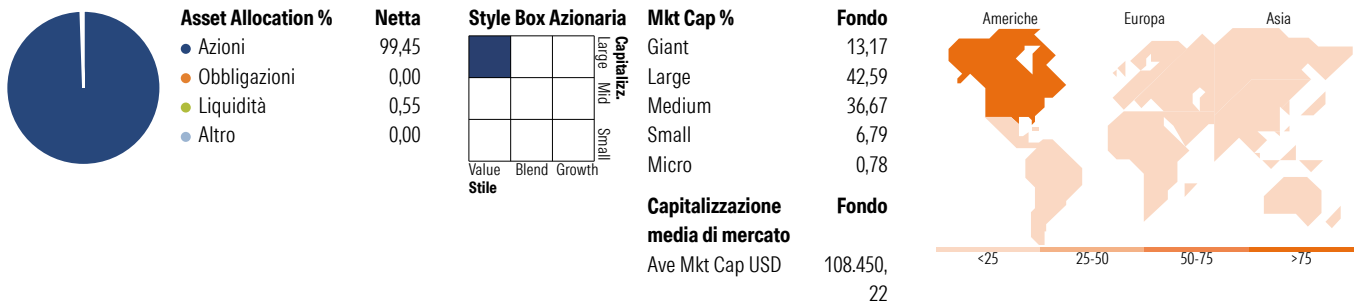 Asset Allocation % Netta
Azioni 99,45
Obbligazioni 0,00
Liquidità 0,55
Altro 0,00
Style Box Azionaria
Capitalizz.
Large Mid Small
Value Blend Growth
Stile
Mkt Cap % Fondo
Giant 13,17
Large 42,59
Medium 36,67
Small 6,79
Micro 0,78
Capitalizzazione Fondo
media di mercato
Ave Mkt Cap USD 108.450,
22
Americhe Europa Asia
<25 25-50 50-75 >75